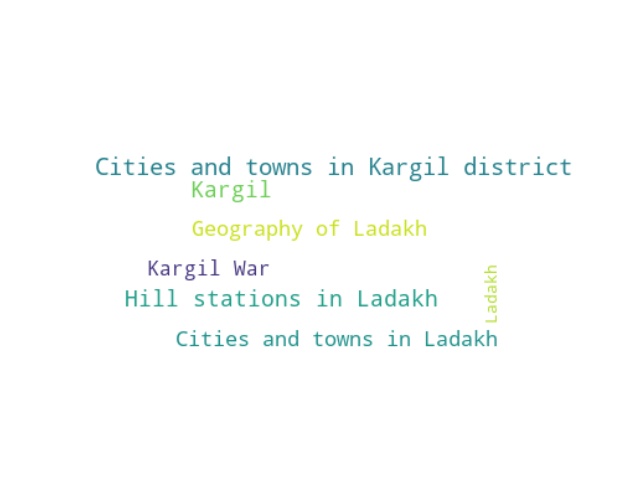 Cities and towns in Kargil district
Kargil
Geography of Ladakh
Kargil War
Ladakh
Hill stations in Ladakh
Cities and towns in Ladakh